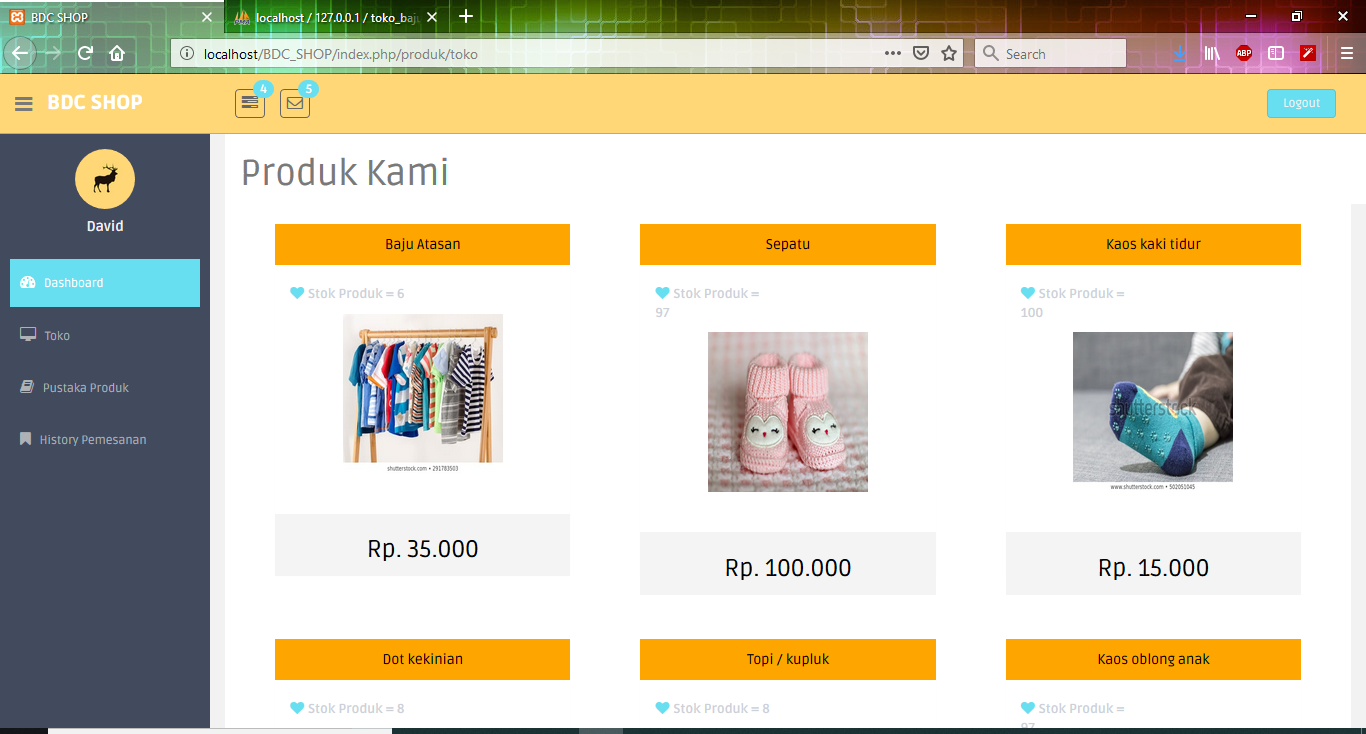 BDC SHOP
localhost / 127.0.0.1 / toko_baju
localhost/BDC_SHOP/index.php/produk/toko
Search
ABP
BDC SHOP
4
5
Logout
David
Dashboard
Toko
Pustaka Produk
History Pemesanan
Produk Kami
Baju Atasan
Stok Produk = 6
shutterstock.com • 291783503
Rp. 35.000
Sepatu
Stok Produk =
97
Rp. 100.000
Kaos kaki tidur
Stok Produk =
100
shutterstock
www.shutterstock.com • 502051045
Rp. 15.000
Dot kekinian
Stok Produk = 8
Topi / kupluk
Stok Produk = 8
Kaos oblong anak
Stok Produk =
97